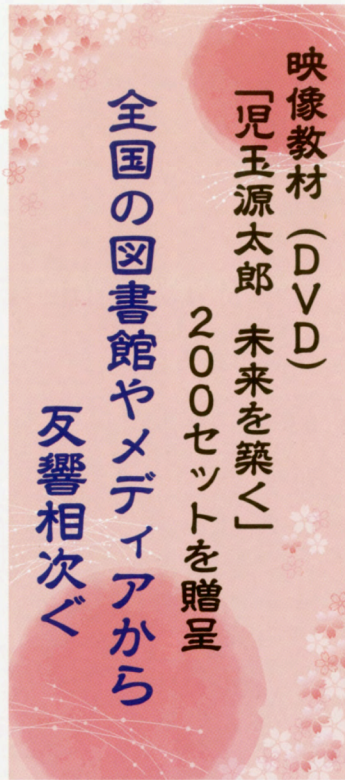 映像教材（DVD）
「児玉源太郎 未来を築く」
200セットを贈呈
全国の図書館やメディアから
反響相次ぐ